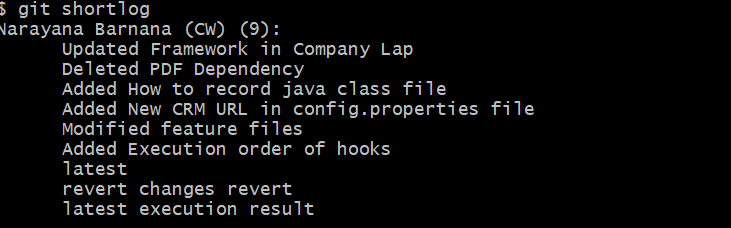 $ git shortlog
Narayana Barnana (CW) (9):
Updated Framework in Company Lap
Deleted PDF Dependency
Added How to record java class file
Added New CRM URL in config.properties file
Modified feature files
Added Execution order of hooks
latest
revert changes revert
latest execution result